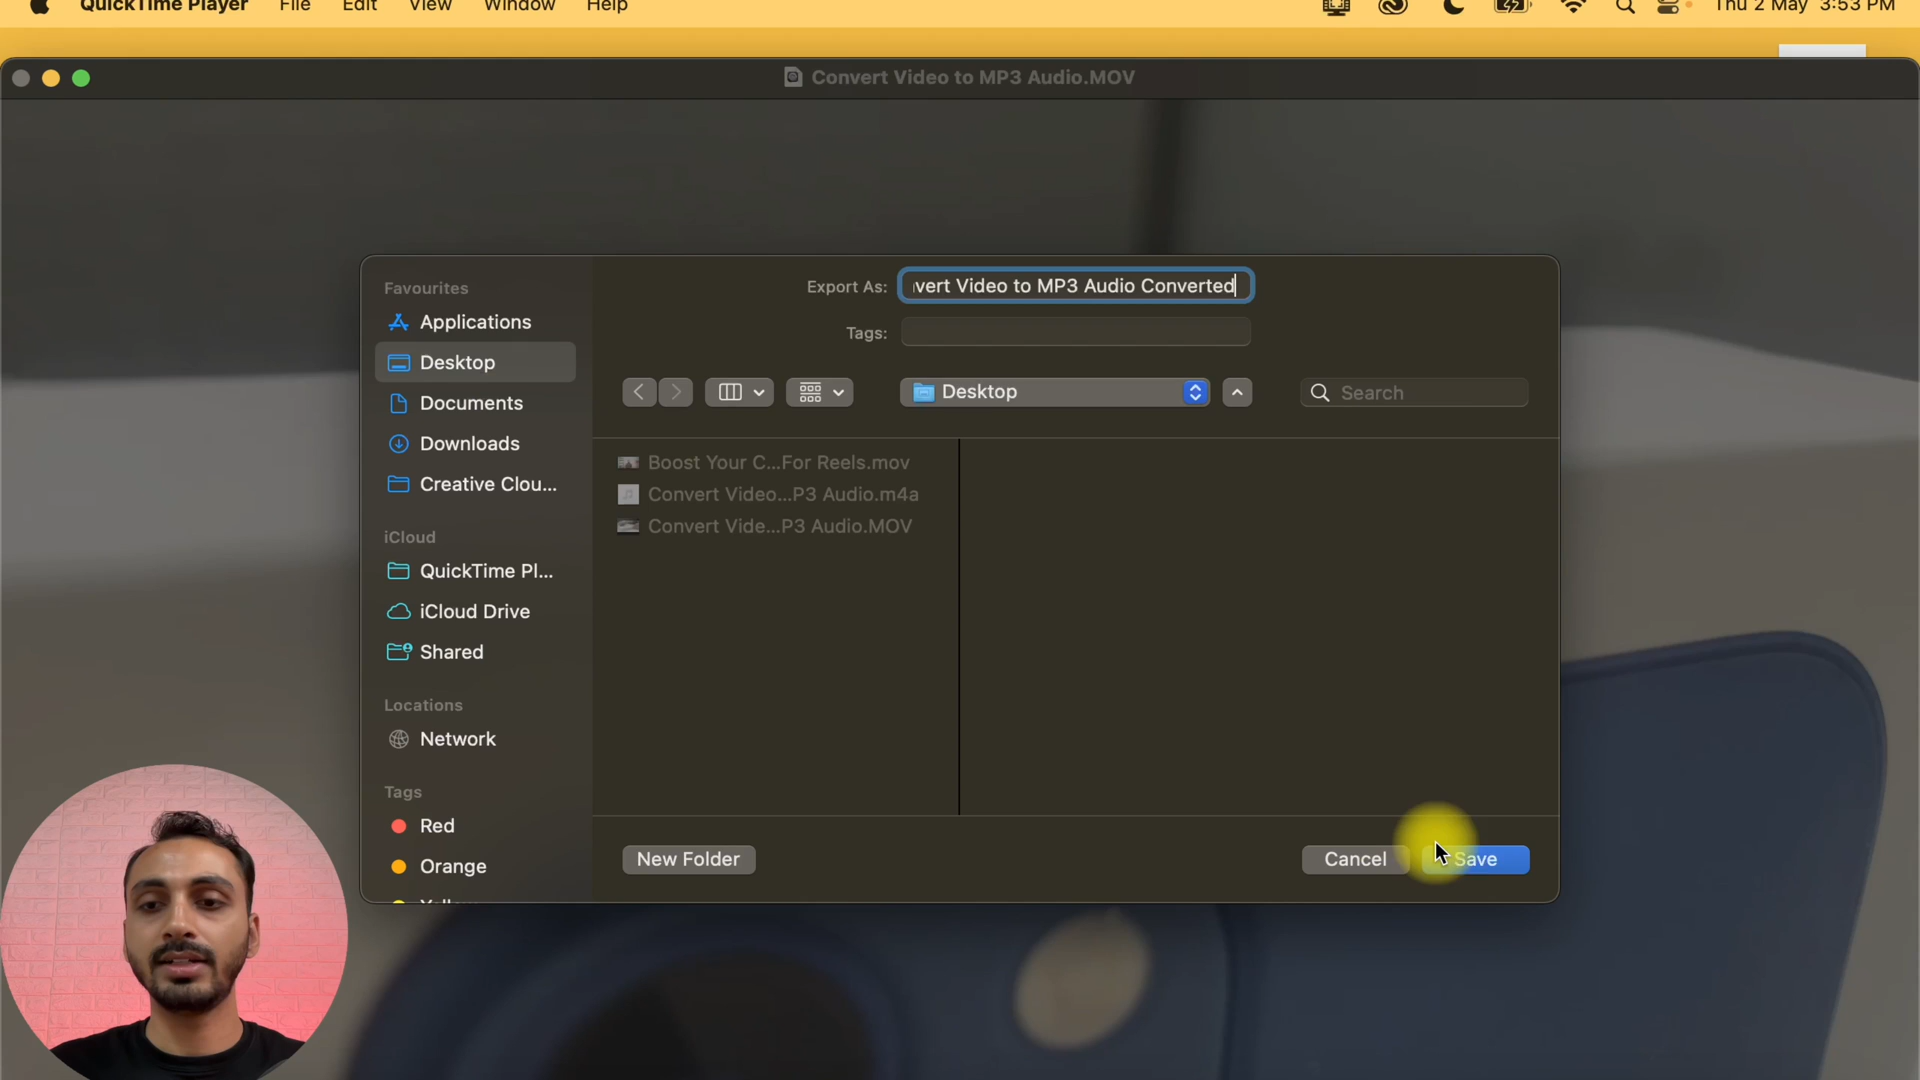 QuickTime Player File Edit View Window Help Thu 2 May 3:53 PM
Convert Video to MP3 Audio.MOV
Favourites
Applications
Desktop
Documents
Downloads
Creative Clou...
iCloud
QuickTime Pl...
iCloud Drive
Shared
Locations
Network
Tags
Red
Orange
Yellow
Export As: nvert Video to MP3 Audio Converted
Tags:
Desktop
Search
Boost Your C...For Reels.mov
Convert Video...P3 Audio.m4a
Convert Vide...P3 Audio.MOV
New Folder
Cancel
Save